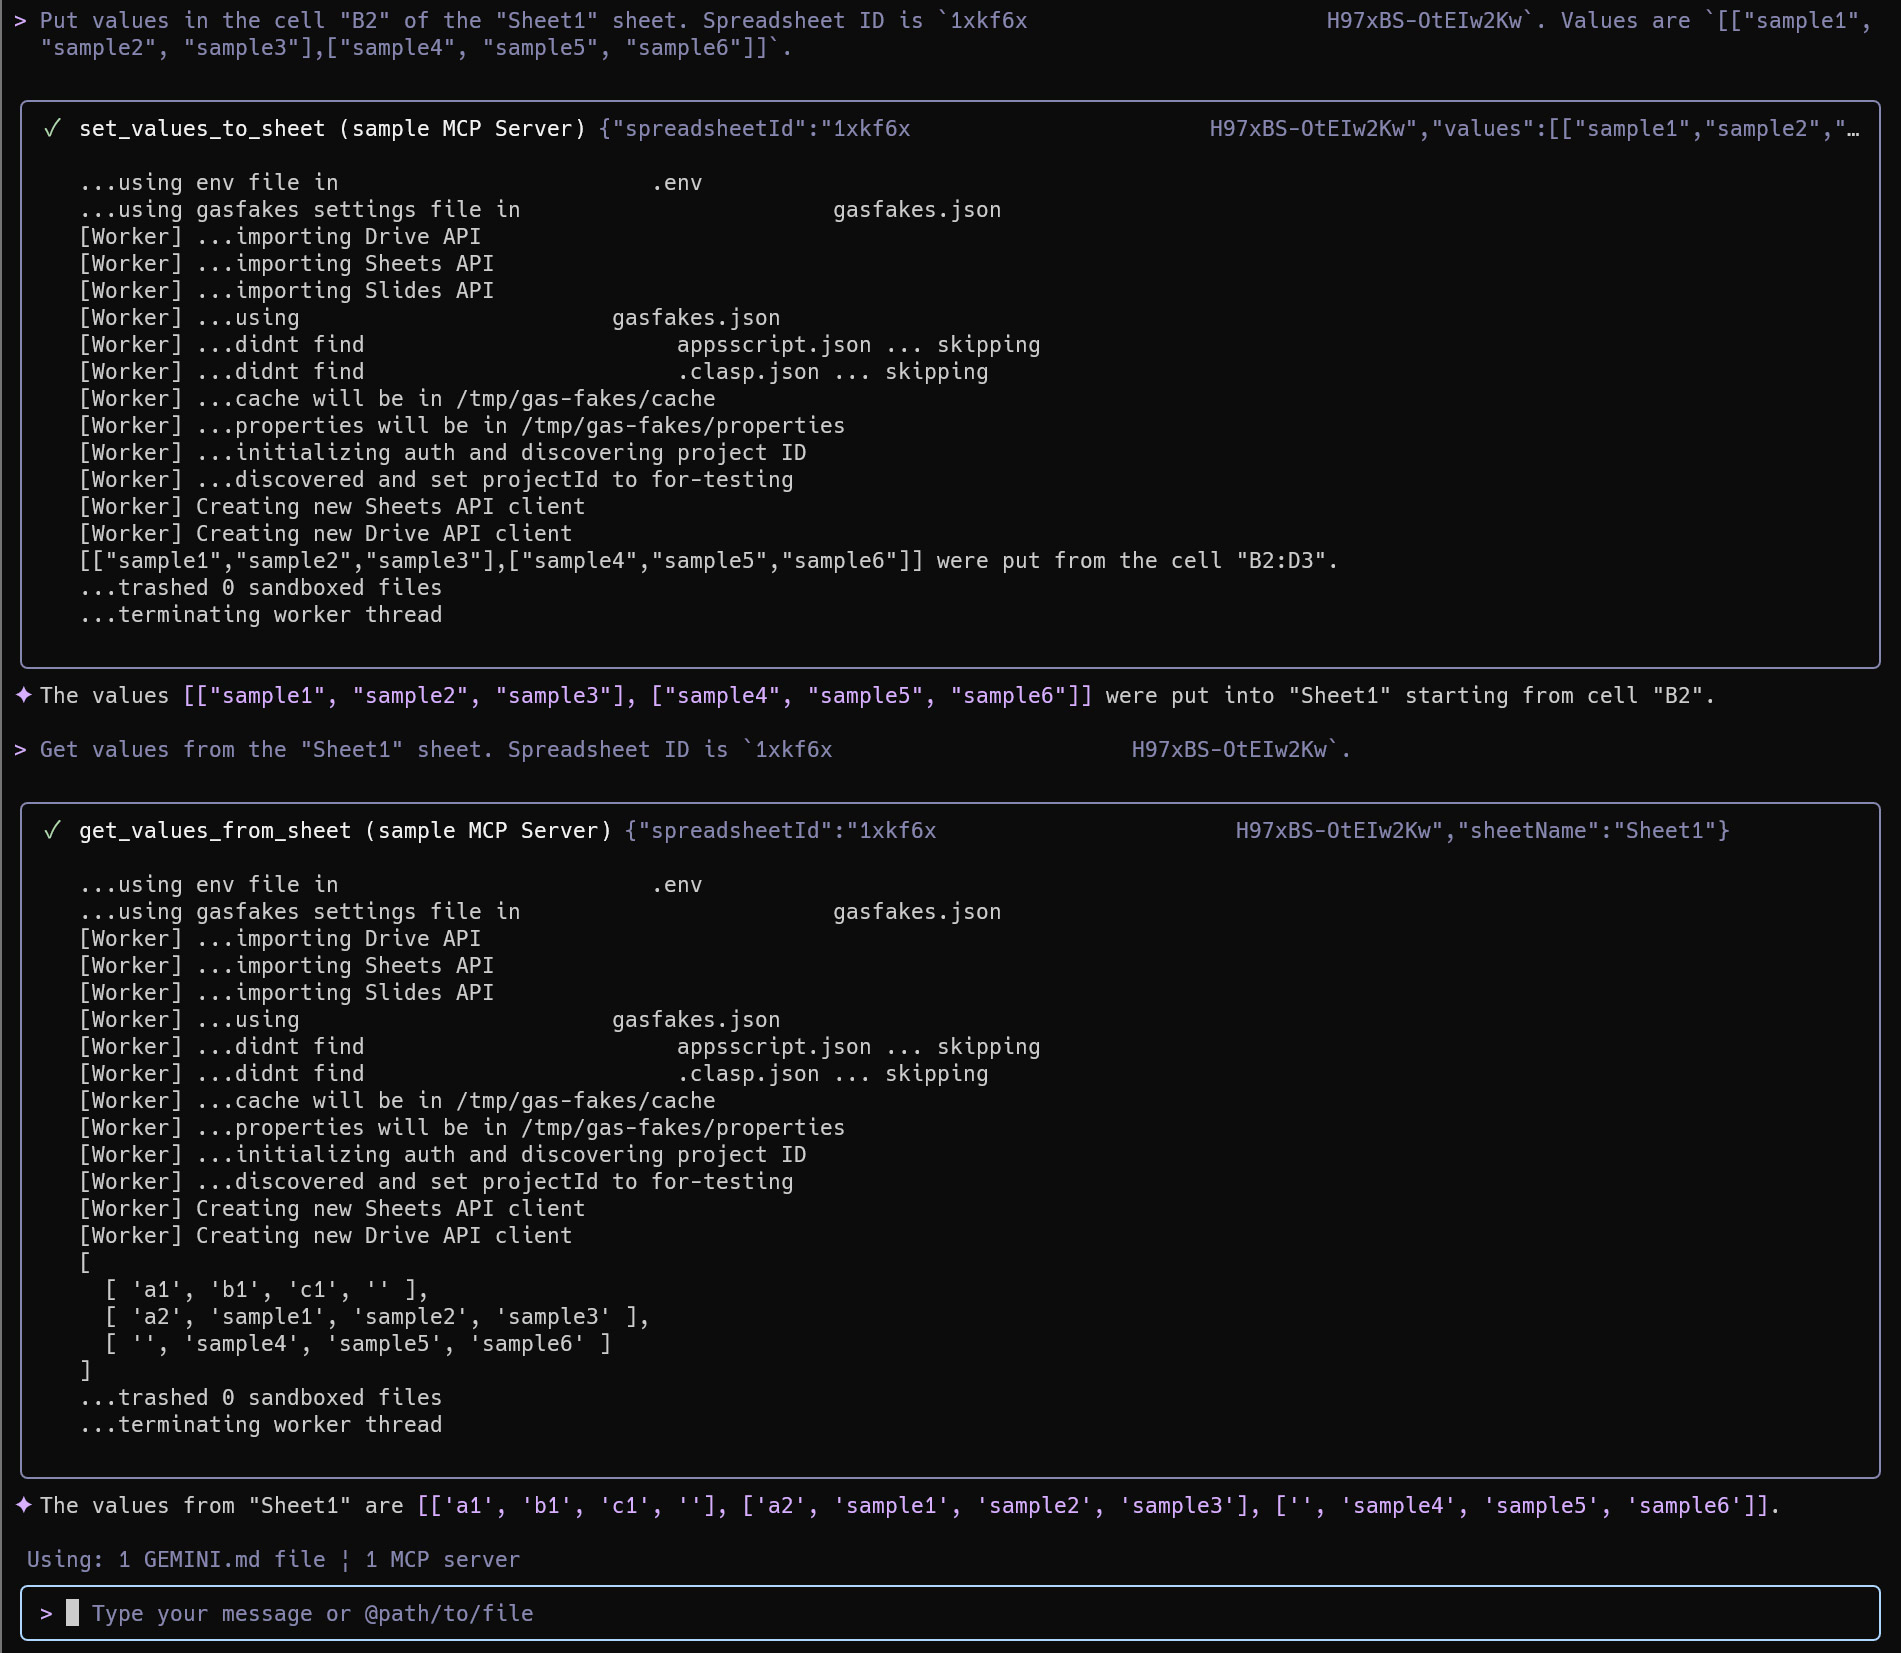 > Put values in the cell "B2" of the "Sheet1" sheet. Spreadsheet ID is `1xkf6x H97xBS-OtEIw2Kw`. Values are `[["sample1",
"sample2", "sample3"],["sample4", "sample5", "sample6"]]`.
✓ set_values_to_sheet (sample MCP Server) {"spreadsheetId":"1xkf6x H97xBS-OtEIw2Kw","values":[["sample1","sample2","…
...using env file in .env
...using gasfakes settings file in gasfakes.json
[Worker] ...importing Drive API
[Worker] ...importing Sheets API
[Worker] ...importing Slides API
[Worker] ...using gasfakes.json
[Worker] ...didnt find appsscript.json ... skipping
[Worker] ...didnt find .clasp.json ... skipping
[Worker] ...cache will be in /tmp/gas-fakes/cache
[Worker] ...properties will be in /tmp/gas-fakes/properties
[Worker] ...initializing auth and discovering project ID
[Worker] ...discovered and set projectId to for-testing
[Worker] Creating new Sheets API client
[Worker] Creating new Drive API client
[["sample1","sample2","sample3"],["sample4","sample5","sample6"]] were put from the cell "B2:D3".
...trashed 0 sandboxed files
...terminating worker thread
✦ The values [["sample1", "sample2", "sample3"], ["sample4", "sample5", "sample6"]] were put into "Sheet1" starting from cell "B2".
> Get values from the "Sheet1" sheet. Spreadsheet ID is `1xkf6x H97xBS-OtEIw2Kw`.
✓ get_values_from_sheet (sample MCP Server) {"spreadsheetId":"1xkf6x H97xBS-OtEIw2Kw","sheetName":"Sheet1"}
...using env file in .env
...using gasfakes settings file in gasfakes.json
[Worker] ...importing Drive API
[Worker] ...importing Sheets API
[Worker] ...importing Slides API
[Worker] ...using gasfakes.json
[Worker] ...didnt find appsscript.json ... skipping
[Worker] ...didnt find .clasp.json ... skipping
[Worker] ...cache will be in /tmp/gas-fakes/cache
[Worker] ...properties will be in /tmp/gas-fakes/properties
[Worker] ...initializing auth and discovering project ID
[Worker] ...discovered and set projectId to for-testing
[Worker] Creating new Sheets API client
[Worker] Creating new Drive API client
[
[ 'a1', 'b1', 'c1', '' ],
[ 'a2', 'sample1', 'sample2', 'sample3' ],
[ '', 'sample4', 'sample5', 'sample6' ]
]
...trashed 0 sandboxed files
...terminating worker thread
✦ The values from "Sheet1" are [['a1', 'b1', 'c1', ''], ['a2', 'sample1', 'sample2', 'sample3'], ['', 'sample4', 'sample5', 'sample6']].
Using: 1 GEMINI.md file ¦ 1 MCP server
> Type your message or @path/to/file